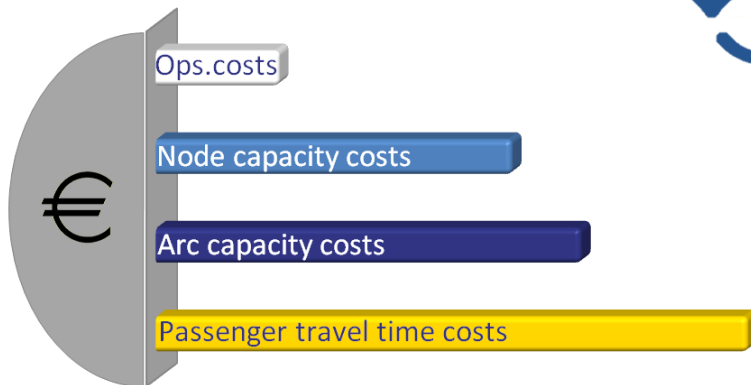 Ops.costs
Node capacity costs
€
Arc capacity costs
Passenger travel time costs